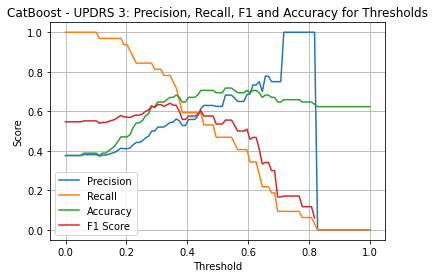 CatBoost - UPDRS 3: Precision, Recall, F1 and Accuracy for Thresholds
1.0
0.8
0.6
0.4
0.2
0.0
Score
Precision
Recall
Accuracy
F1 Score
0.0 0.2 0.4 0.6 0.8 1.0
Threshold